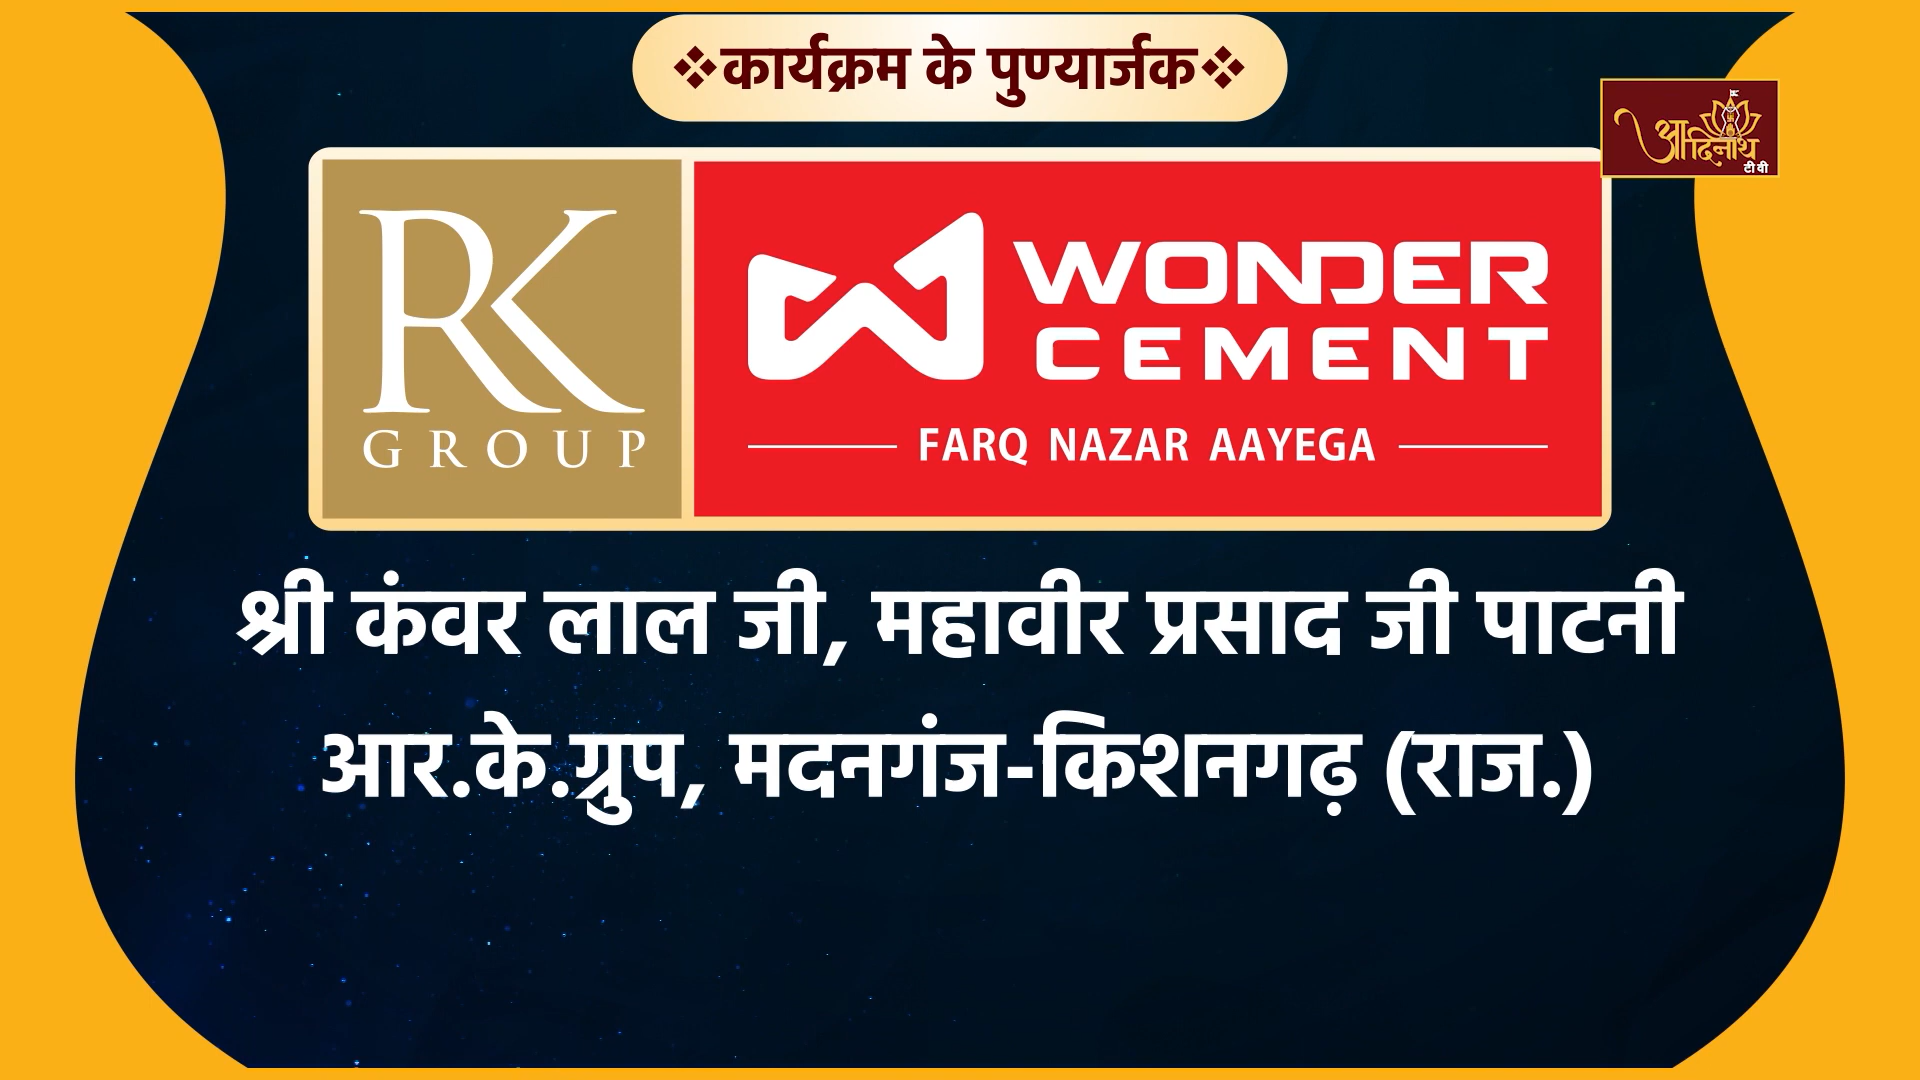 ❖कार्यक्रम के पुण्यार्जक❖
आदिनाथ
टीवी
RK
GROUP
WONDER
CEMENT
FARQ NAZAR AAYEGA
श्री कंवर लाल जी, महावीर प्रसाद जी पाटनी
आर.के.ग्रुप, मदनगंज-किशनगढ़ (राज.)